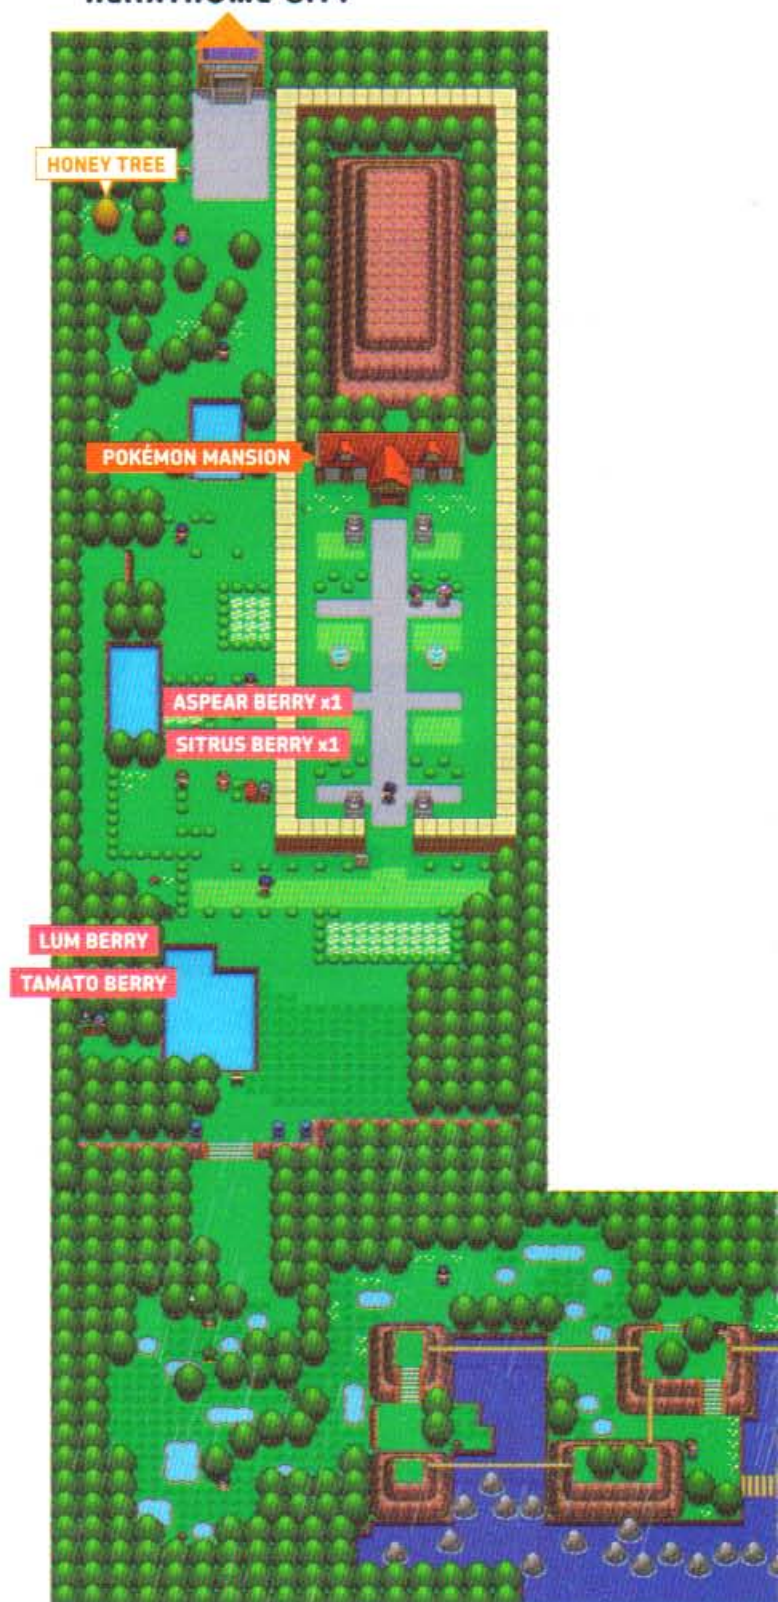 HONEY TREE
POKÉMON MANSION
ASPEAR BERRY x1
SITRUS BERRY x1
LUM BERRY
TAMATO BERRY